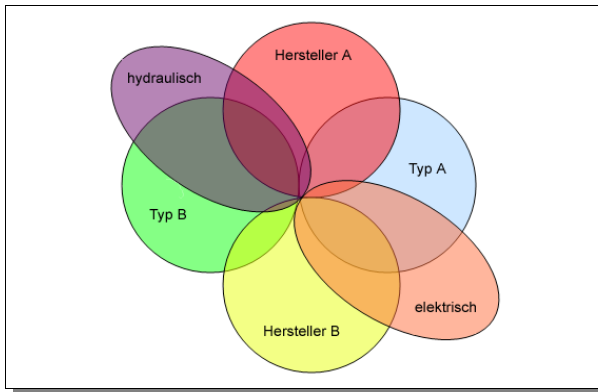 Hersteller A
hydraulisch
Typ A
Typ B
elektrisch
Hersteller B